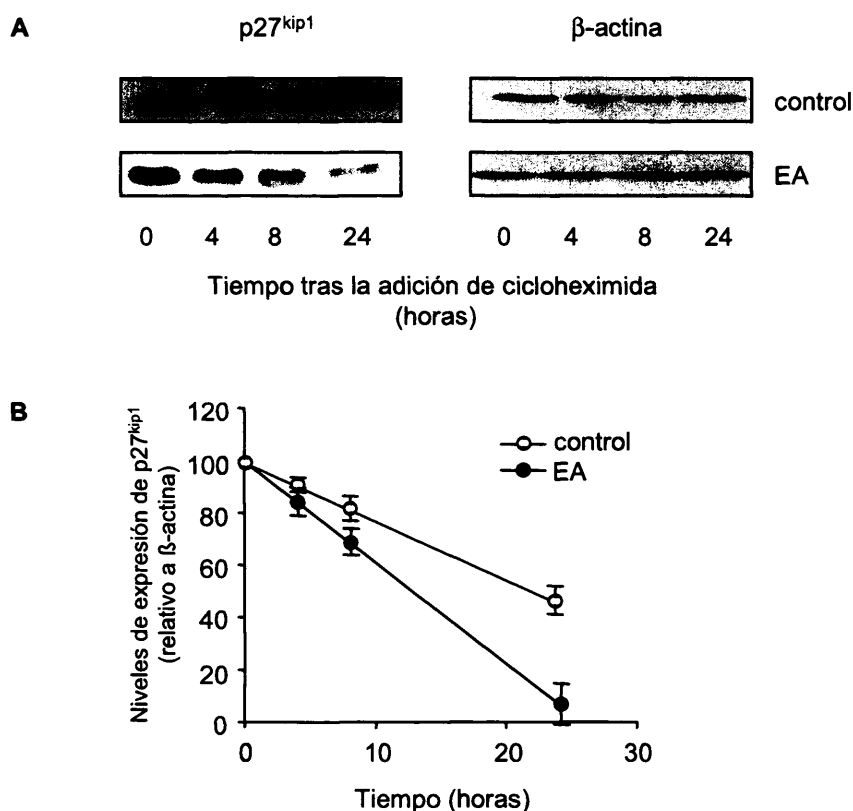 A
p27kip1
β-actina
control
EA
0 4 8 24
0 4 8 24
Tiempo tras la adición de cicloheximida
(horas)
B
Niveles de expresión de p27kip1
(relativo a ß-actina)
120
100
80
60
40
20
0
control
EA
0 10 20 30
Tiempo (horas)